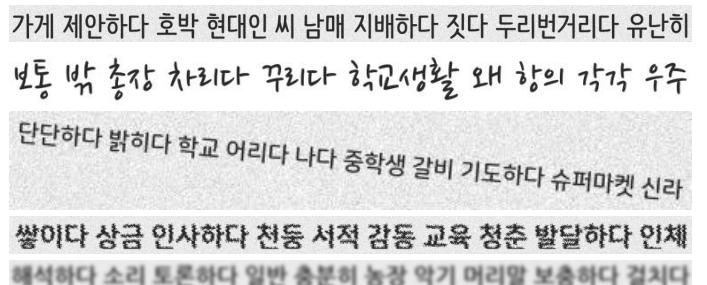 가게 제안하다 호박 현대인 씨 남매 지배하다 짓다 두리번거리다 유난히
보통 밖 총장 차리다 꾸리다 학교생활 왜 항의 각각 우주
단단하다 밝히다 학교 어리다 나다 중학생 갈비 기도하다 슈퍼마켓 신라
쌓이다 상금 인사하다 천둥 서적 감동 교육 청춘 발달하다 인체
해석하다 소리 토론하다 일반 충분히 농장 악기 머리말 보충하다 걸치다